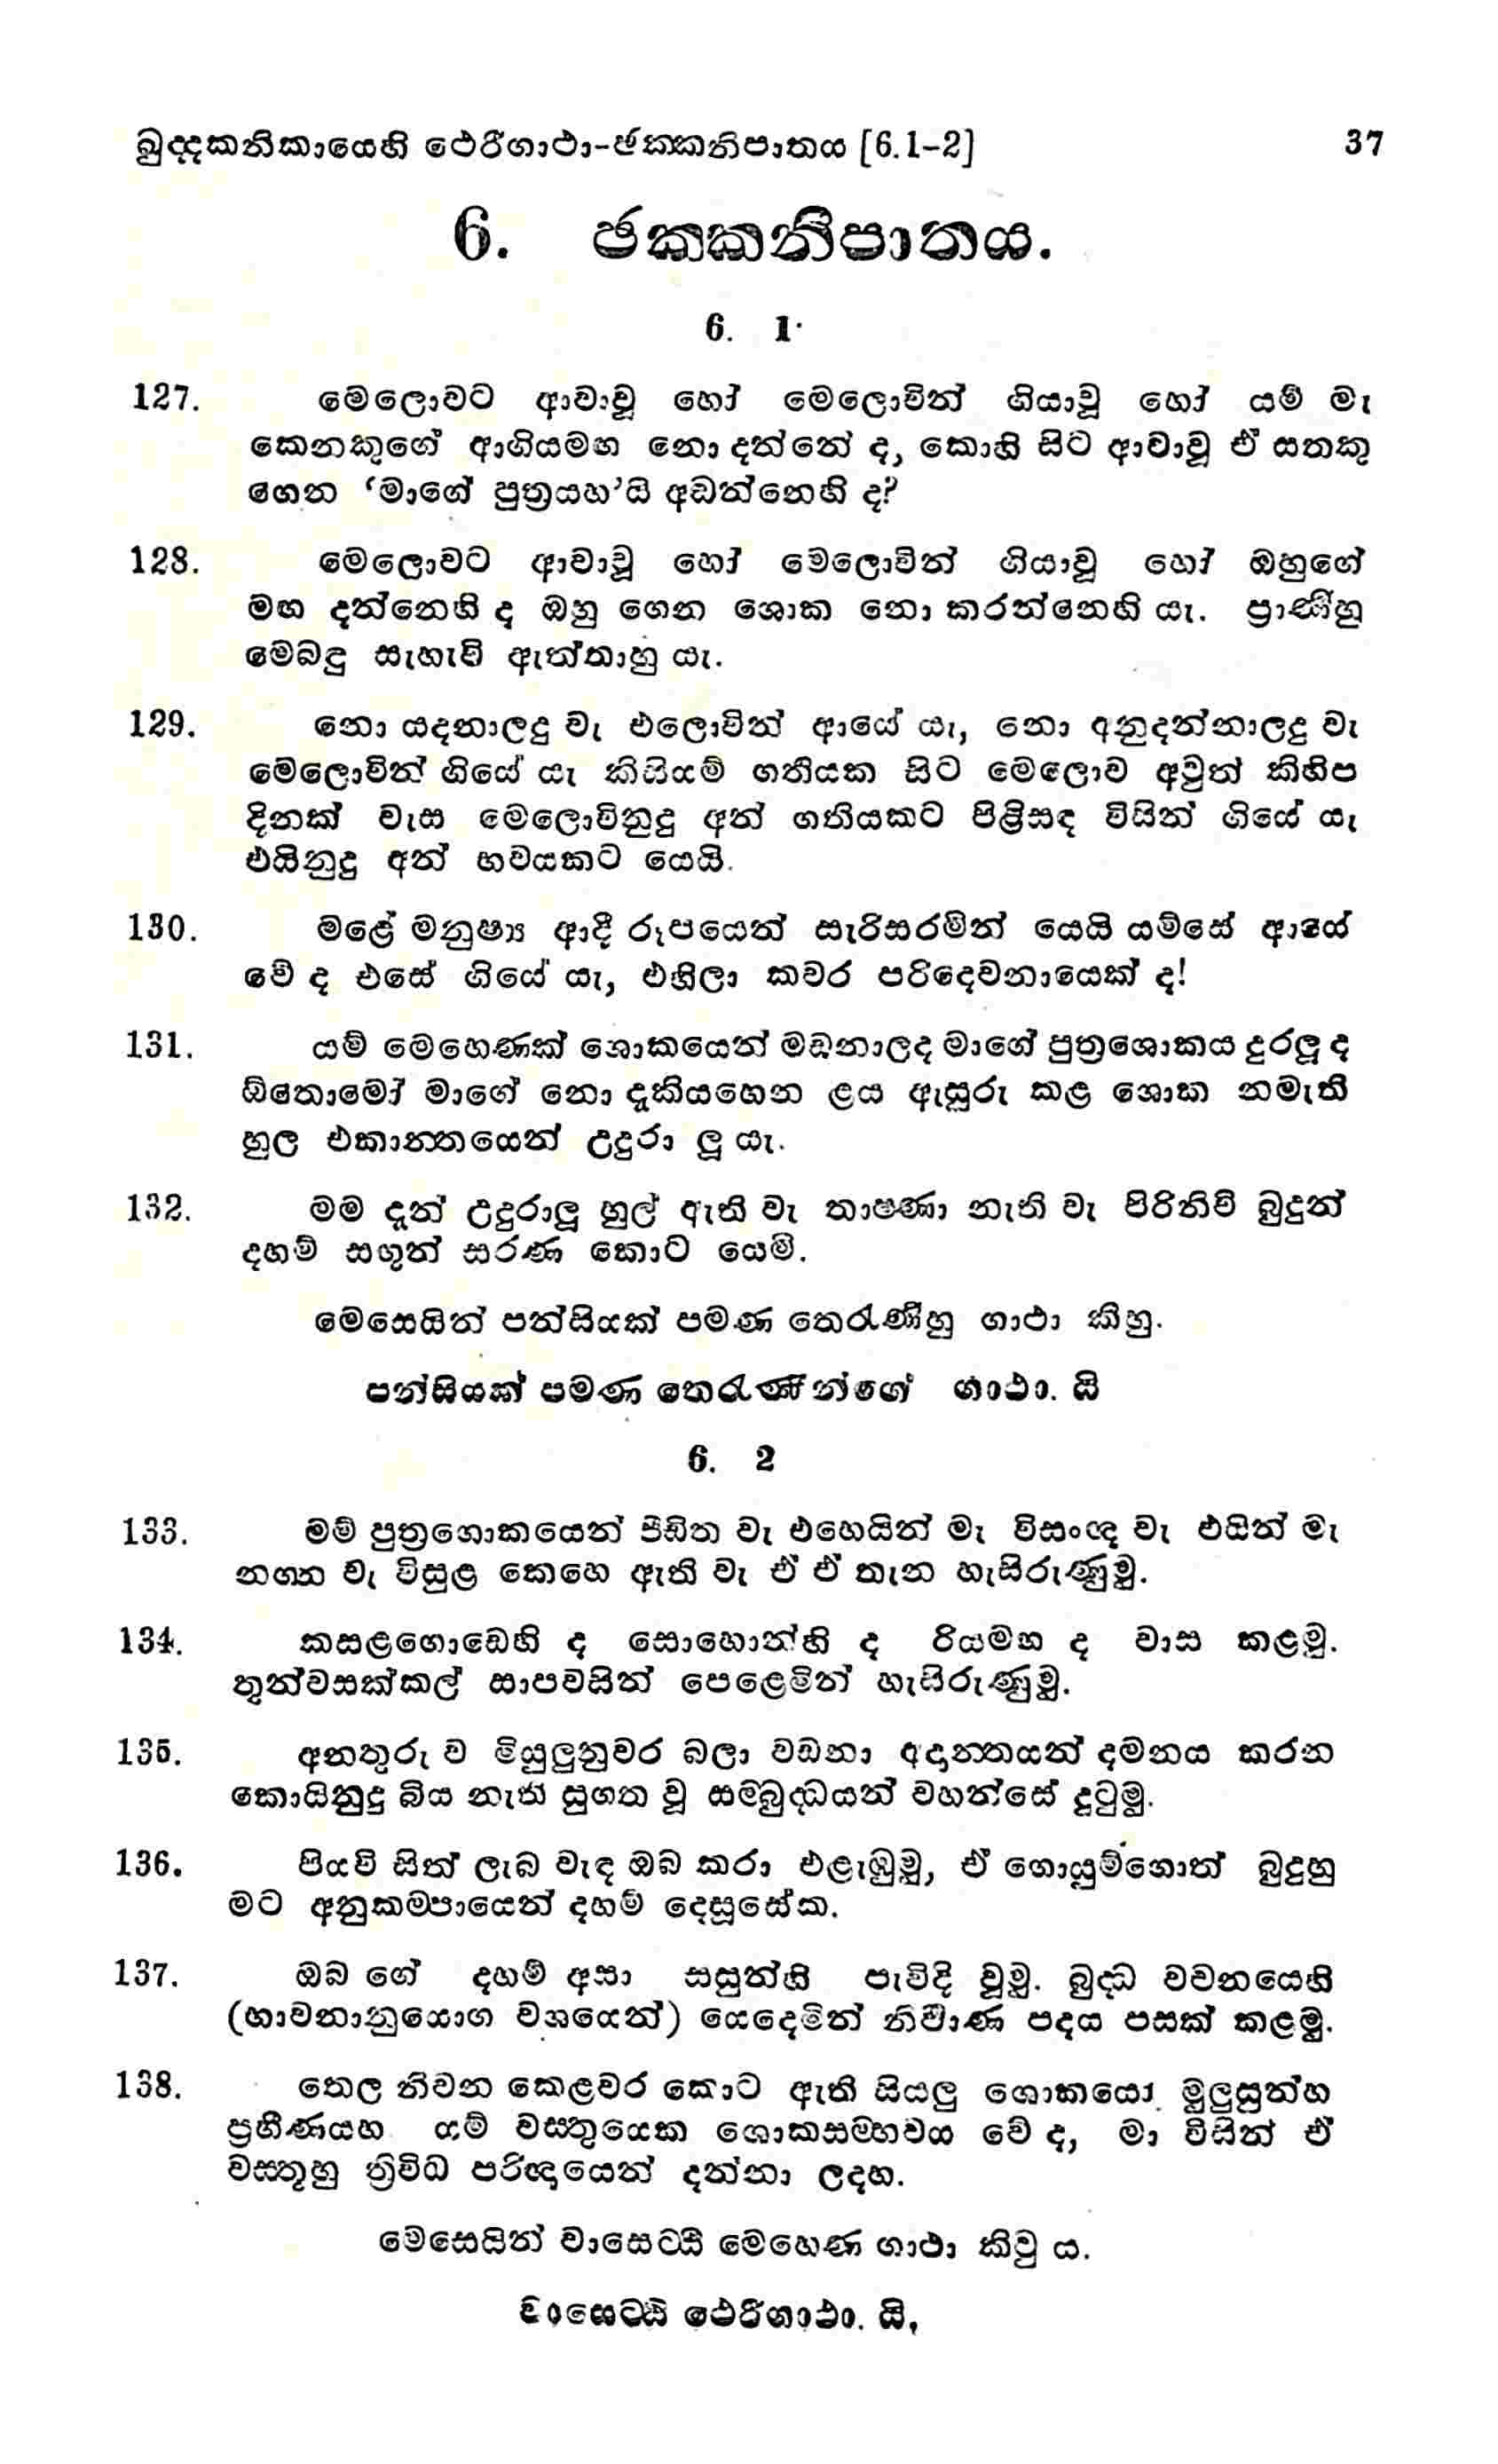 ඛුද්දකනිකායෙහි ථෙරීගාථා-ඡක්කනිපාතය [6.1-2] 37
6. ඡක්කනිපාතය.
6. 1
127. මෙලොවට ආවාවූ හෝ මෙලොවින් ගියාවූ හෝ යම් මැ
කෙනකුගේ ආගියමඟ නො දන්නේ ද, කොහි සිට ආවාවූ ඒ සතකු
ගෙන ‘මාගේ පුත්‍රයහ’යි අඬන්නෙහි ද?
128. මෙලොවට ආවාවූ හෝ මෙලොවින් ගියාවූ හෝ ඔහුගේ
මඟ දන්නෙහි ද ඔහු ගෙන ශොක නො කරන්නෙහි යැ. ප්‍රාණීහු
මෙබඳු සැහැවි ඇත්තාහු යැ.
129. නො යදනාලදු වැ එලොවින් ආයේ යැ, නො අනුදන්නාලදු වැ
මෙලොවින් ගියේ යැ කිසියම් ගතියක සිට මෙලොව අවුත් කිහිප
දිනක් වැස මෙලොවිනුදු අන් ගතියකට පිළිසඳ විසින් ගියේ යැ
එයිනුදු අන් භවයකට යෙයි.
130. මළේ මනුෂ්‍ය ආදී රූපයෙන් සැරිසරමින් යෙයි යම්සේ ආයේ
වේ ද එසේ ගියේ යැ, එහිලා කවර පරිදෙවනායෙක් ද!
131. යම් මෙහෙණක් ශොකයෙන් මඩනාලද මාගේ පුත්‍රශොකය දුරලූ ද
ඕතොමෝ මාගේ නො දැකියහෙන ළය ඇසුරු කළ ශොක නමැති
හුල එකාන්තයෙන් උදුරා ලූ යැ.
132. මම දැන් උදුරාලූ හුල් ඇති වැ තෘෂ්ණා නැති වැ පිරිනිවි බුදුන්
දහම් සඟුන් සරණ කොට යෙමි.
මෙසෙයින් පන්සියක් පමණ තෙරණීහු ගාථා කිහු.
පන්සියක් පමණ තෙරණීන්ගේ ගාථා. යි
6. 2
133. මම් පුත්‍රශොකයෙන් පීඩිත වැ එහෙයින් මැ විසංඥ වැ එයින් මැ
නග්න වැ විසුළ කෙහෙ ඇති වැ ඒ ඒ තැන හැසිරුණුමු.
134. කසළගොඩෙහි ද සොහොන්හි ද රියමඟ ද වාස කළමු.
තුන්වසක්කල් සාපවසින් පෙළෙමින් හැසිරුණුමු.
135. අනතුරු ව මියුලුනුවර බලා වඩනා අදාන්තයන් දමනය කරන
කොයිනුදු බිය නැති සුගත වූ සම්බුද්ධයන් වහන්සේ දුටුමු.
136. පියවි සිත් ලැබ වැඳ ඔබ කරා එළැඹුමු, ඒ ගොයුම්ගොත් බුදුහු
මට අනුකම්පායෙන් දහම් දෙසූසේක.
137. ඔබ ගේ දහම් අසා සසුන්හි පැවිදි වූමු. බුද්ධ වචනයෙහි
(භාවනානුයොග වශයෙන්) යෙදෙමින් නිර්වාණ පදය පසක් කළමු.
138. තෙල නිවන කෙළවර කොට ඇති සියලු ශොකයෝ මුලුසුන්හ
ප්‍රහීණයහ යම් වස්තුයෙක ශොකසම්භවය වේ ද, මා විසින් ඒ
වස්තූහු ත්‍රිවිධ පරිඥායෙන් දන්නා ලදහ.
මෙසෙයින් වාසෙට්ඨී මෙහෙණ ගාථා කිවු ය.
වාසෙට්ඨි ථෙරීගාථා. යි,